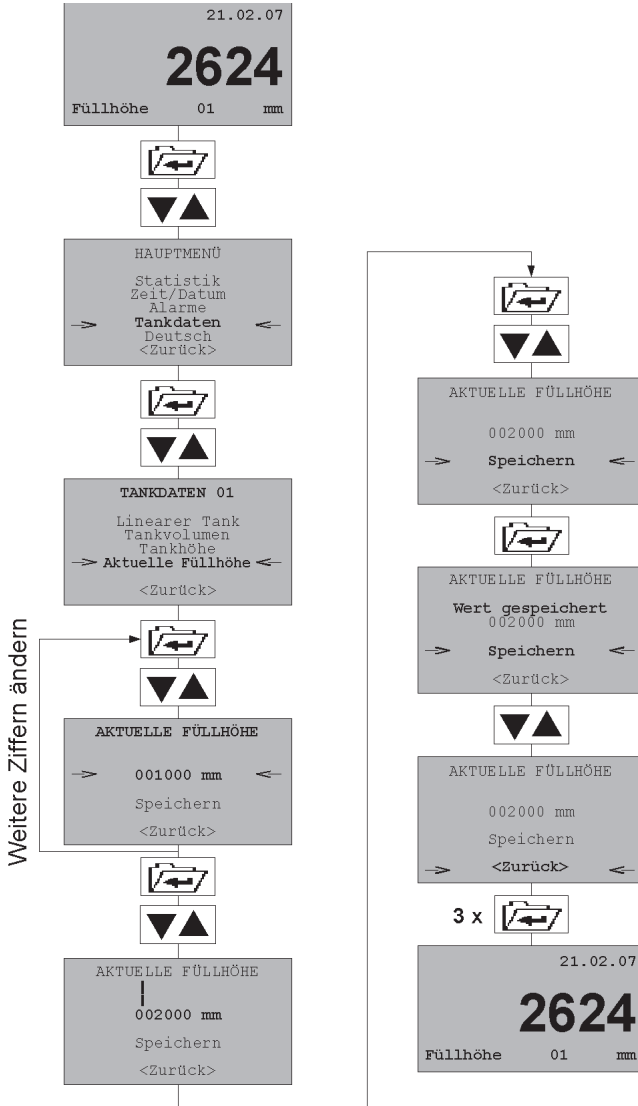 21.02.07
2624
Füllhöhe 01 mm
HAUPTMENÜ
Statistik
Zeit/Datum
Alarme
Tankdaten
Deutsch
<Zurück>
TANKDATEN 01
Linearer Tank
Tankvolumen
Tankhöhe
Aktuelle Füllhöhe
<Zurück>
Weitere Ziffern ändern
AKTUELLE FÜLLHÖHE
001000 mm
Speichern
<Zurück>
AKTUELLE FÜLLHÖHE
002000 mm
Speichern
<Zurück>
AKTUELLE FÜLLHÖHE
002000 mm
Speichern
<Zurück>
AKTUELLE FÜLLHÖHE
Wert gespeichert
002000 mm
Speichern
<Zurück>
AKTUELLE FÜLLHÖHE
002000 mm
Speichern
<Zurück>
3 x
21.02.07
2624
Füllhöhe 01 mm